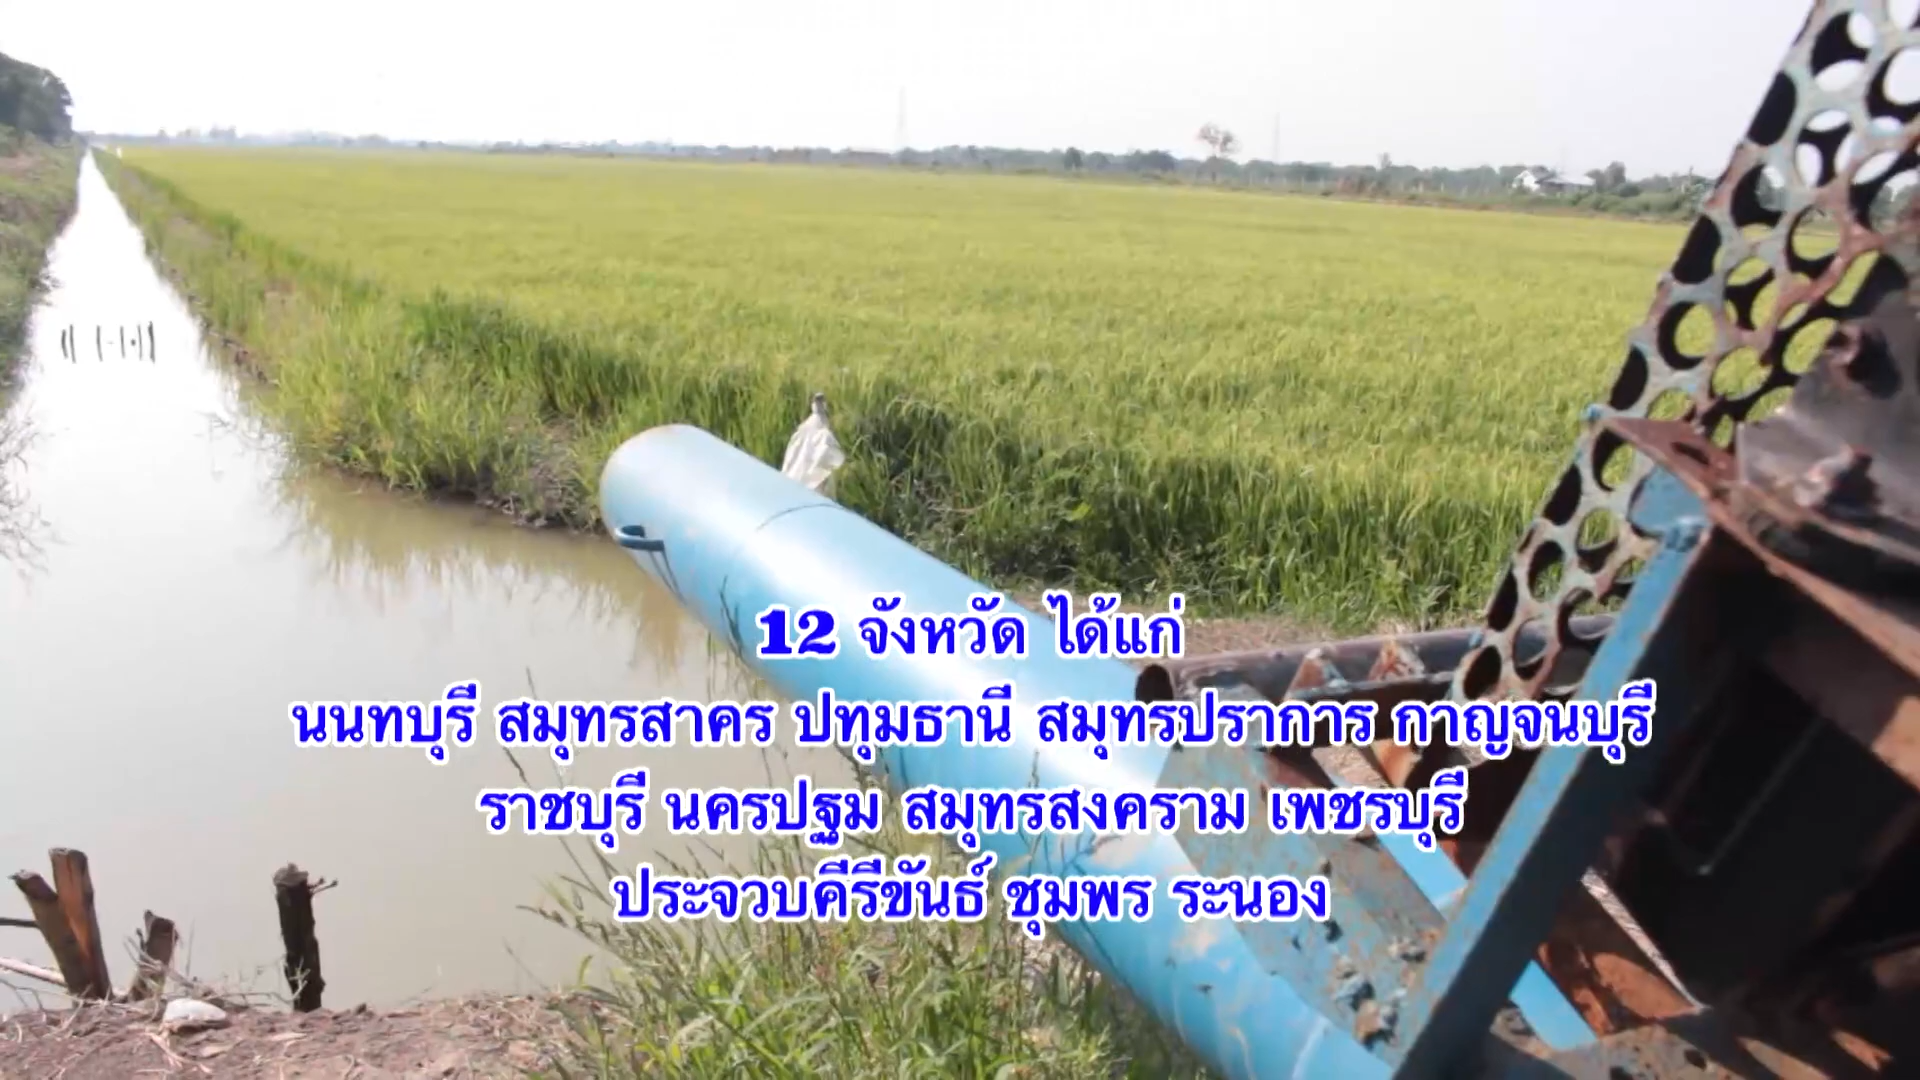 12 จังหวัด ได้แก่
นนทบุรี สมุทรสาคร ปทุมธานี สมุทรปราการ กาญจนบุรี
ราชบุรี นครปฐม สมุทรสงคราม เพชรบุรี
ประจวบคีรีขันธ์ ชุมพร ระนอง